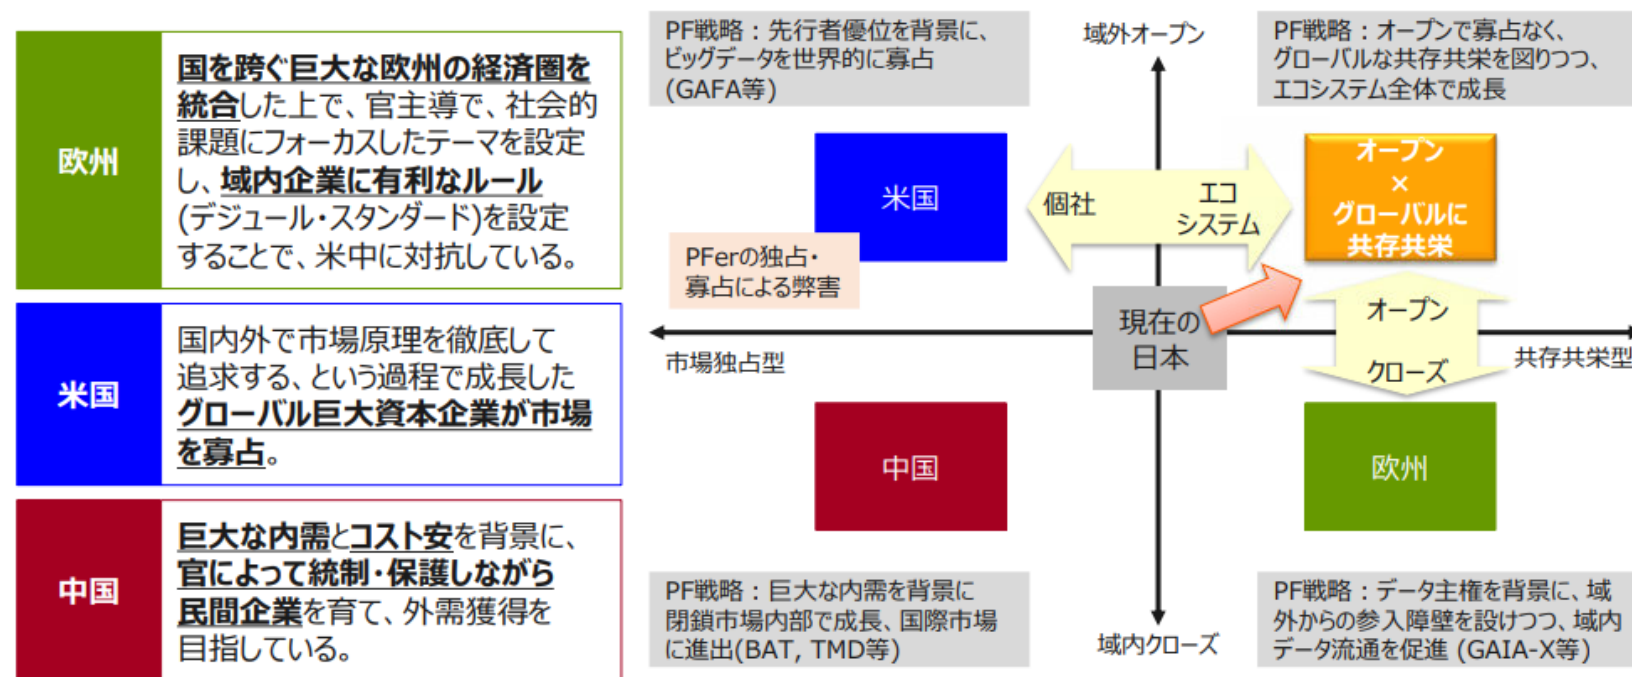 欧州
国を跨ぐ巨大な欧州の経済圏を
統合した上で、官主導で、社会的
課題にフォーカスしたテーマを設定
し、域内企業に有利なルール
(デジュール・スタンダード)を設定
することで、米中に対抗している。
米国
国内外で市場原理を徹底して
追求する、という過程で成長した
グローバル巨大資本企業が市場
を寡占。
中国
巨大な内需とコスト安を背景に、
官によって統制・保護しながら
民間企業を育て、外需獲得を
目指している。
PF戦略：先行者優位を背景に、
ビッグデータを世界的に寡占
(GAFA等)
域外オープン
PF戦略：オープンで寡占なく、
グローバルな共存共栄を図りつつ、
エコシステム全体で成長
米国
個社
エコ
システム
オープン
×
グローバルに
共存共栄
PFerの独占・
寡占による弊害
現在の
日本
オープン
クローズ
市場独占型
共存共栄型
中国
欧州
PF戦略：巨大な内需を背景に
閉鎖市場内部で成長、国際市場
に進出(BAT, TMD等)
域内クローズ
PF戦略：データ主権を背景に、域
外からの参入障壁を設けつつ、域内
データ流通を促進 (GAIA-X等)